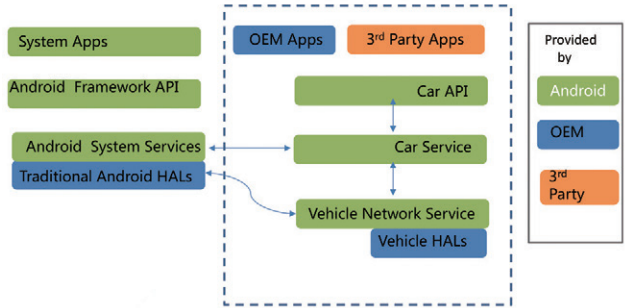 System Apps
OEM Apps
3rd Party Apps
Android Framework API
Car API
Android System Services
Car Service
Traditional Android HALs
Vehicle Network Service
Vehicle HALs
Provided
by
Android
OEM
3rd
Party